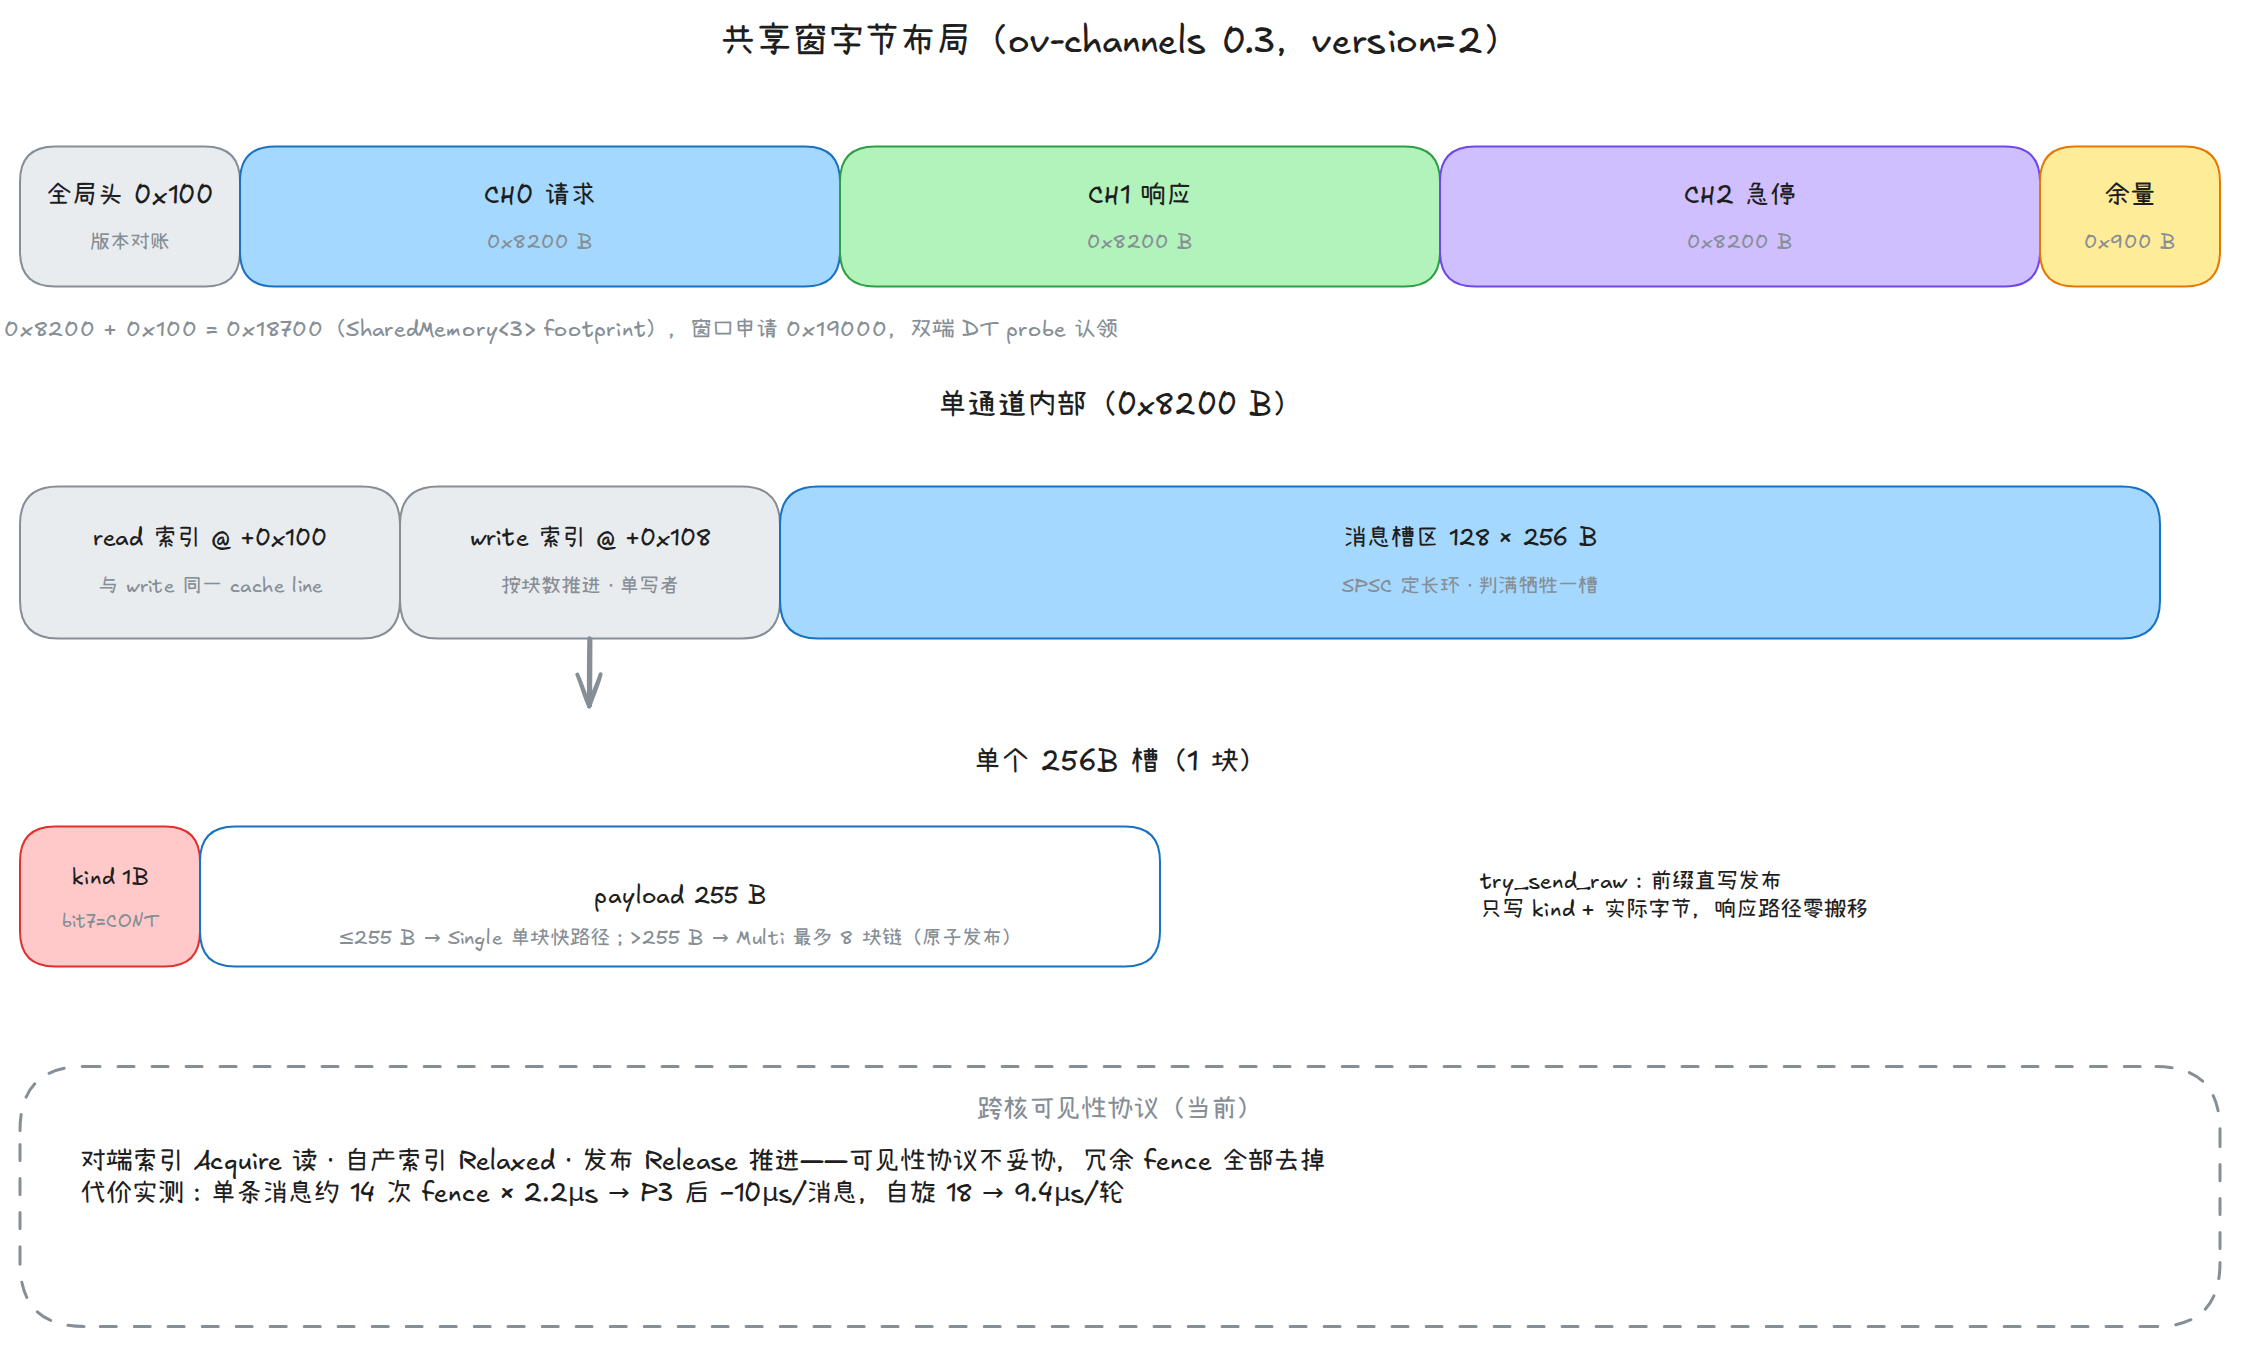 共享窗字节布局（ov-channels 0.3，version=2）
全局头 0x100
版本对账
CH0 请求
0x8200 B
CH1 响应
0x8200 B
CH2 急停
0x8200 B
余量
0x900 B
0x8200 + 0x100 = 0x18700（SharedMemory<3> footprint），窗口申请 0x19000，双端 DT probe 认领
单通道内部（0x8200 B）
read 索引 @ +0x100
与 write 同一 cache line
write 索引 @ +0x108
按块数推进 · 单写者
消息槽区 128 × 256 B
SPSC 定长环 · 判满牺牲一槽
单个 256B 槽（1 块）
kind 1B
bit7=CONT
payload 255 B
≤255 B → Single 单块快路径；>255 B → Multi 最多 8 块链（原子发布）
try_send_raw：前缀直写发布
只写 kind + 实际字节，响应路径零搬移
跨核可见性协议（当前）
对端索引 Acquire 读 · 自产索引 Relaxed · 发布 Release 推进——可见性协议不妥协，冗余 fence 全部去掉
代价实测：单条消息约 14 次 fence × 2.2μs → P3 后 -10μs/消息，自旋 18 → 9.4μs/轮